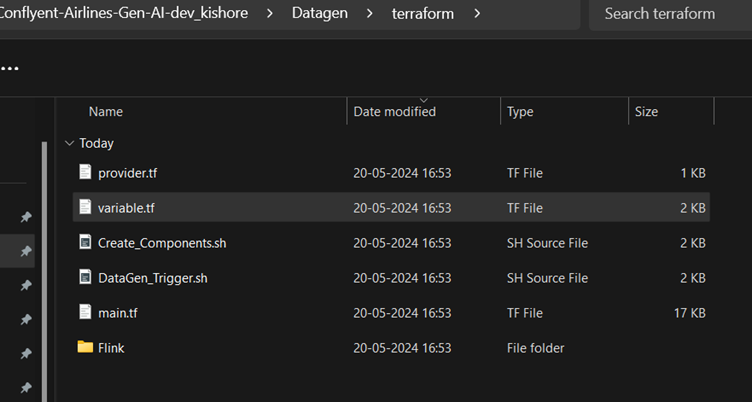 Conflyent-Airlines-Gen-AI-dev_kishore > Datagen > terraform > Search terraform
...
Name Date modified Type Size
Today
provider.tf 20-05-2024 16:53 TF File 1 KB
variable.tf 20-05-2024 16:53 TF File 2 KB
Create_Components.sh 20-05-2024 16:53 SH Source File 2 KB
DataGen_Trigger.sh 20-05-2024 16:53 SH Source File 2 KB
main.tf 20-05-2024 16:53 TF File 17 KB
Flink 20-05-2024 16:53 File folder